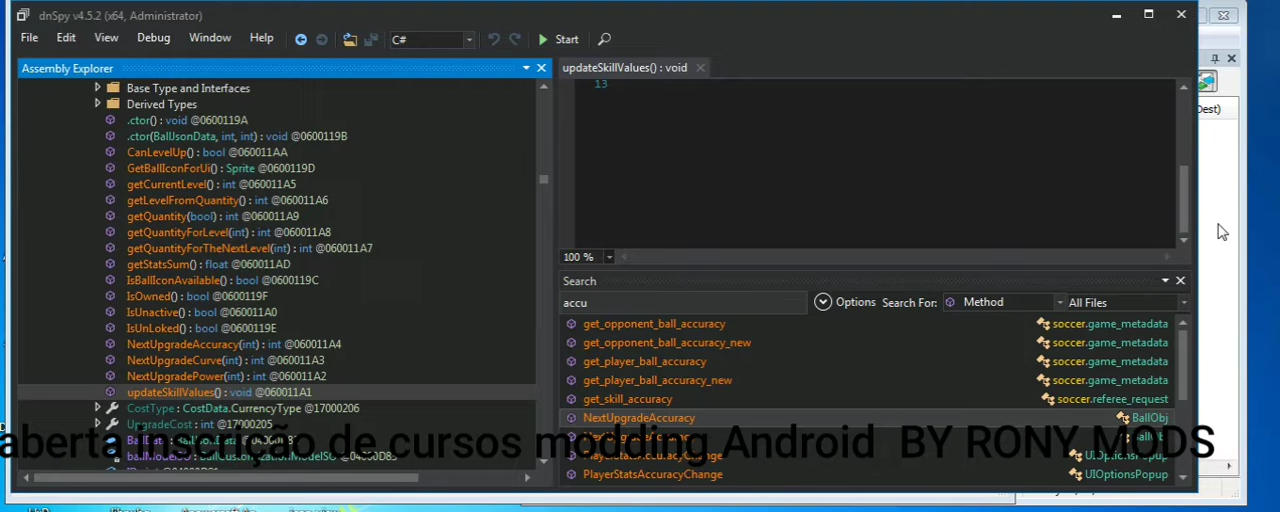 dnSpy v4.5.2 (x64, Administrator)
File Edit View Debug Window Help C# Start
Assembly Explorer
updateSkillValues() : void
Base Type and Interfaces
Derived Types
.ctor() : void @0600119A
.ctor(BallJsonData, int, int) : void @0600119B
CanLevelUp() : bool @060011AA
GetBallIconForUi() : Sprite @0600119D
getCurrentLevel() : int @060011A5
getLevelFromQuantity() : int @060011A6
getQuantity(bool) : int @060011A9
getQuantityForLevel(int) : int @060011A8
getQuantityForTheNextLevel(int) : int @060011A7
getStatsSum() : float @060011AD
IsBallIconAvailable() : bool @0600119C
IsOwned() : bool @0600119F
IsUnactive() : bool @060011A0
IsUnLoked() : bool @0600119E
NextUpgradeAccuracy(int) : int @060011A4
NextUpgradeCurve(int) : int @060011A3
NextUpgradePower(int) : int @060011A2
updateSkillValues() : void @060011A1
CostType : CostData.CurrencyType @17000206
UpgradeCost : int @17000205
13
100 %
Search
accu
Options Search For: Method All Files
get_opponent_ball_accuracy soccer.game_metadata
get_opponent_ball_accuracy_new soccer.game_metadata
get_player_ball_accuracy soccer.game_metadata
get_player_ball_accuracy_new soccer.game_metadata
get_skill_accuracy soccer.referee_request
NextUpgradeAccuracy BallObj
PlayerStatsAccuracyChange UIOptionsPopup
PlayerStatsAccuracyChange UIOptionsPopup
Dest)
aberta inscrição de cursos modding Android BY RONY MODS